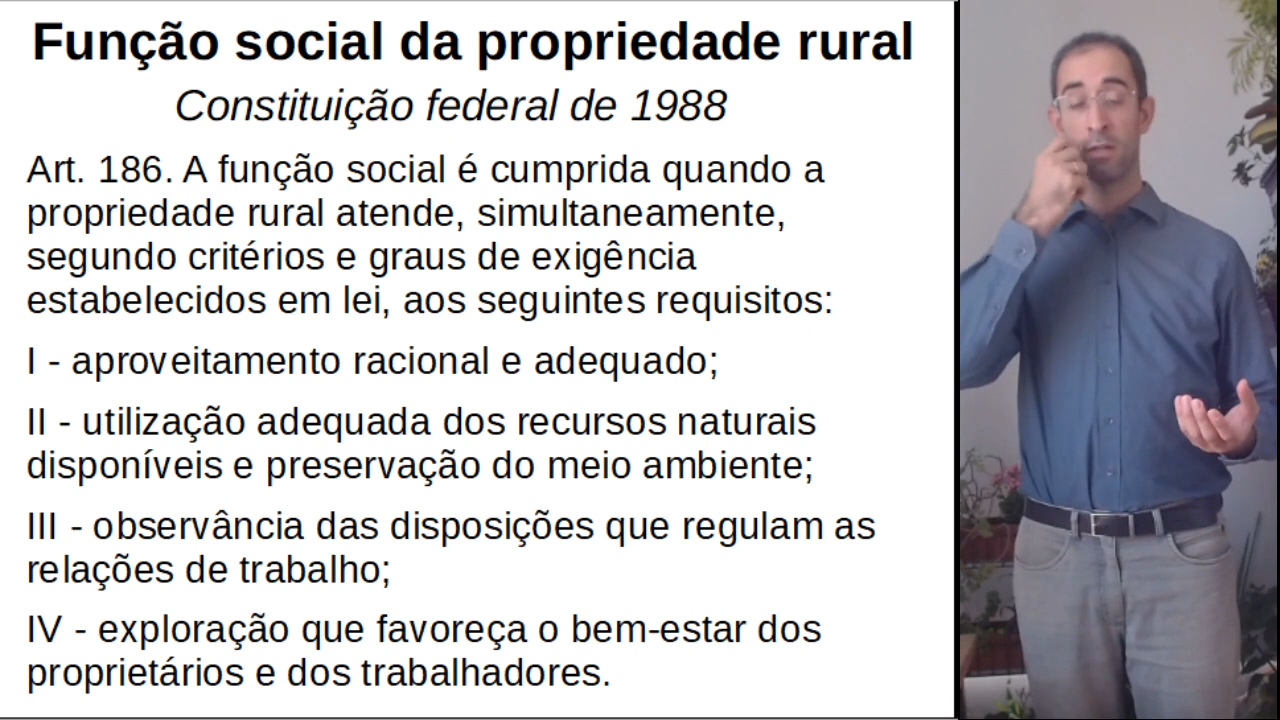 Função social da propriedade rural
Constituição federal de 1988
Art. 186. A função social é cumprida quando a
propriedade rural atende, simultaneamente,
segundo critérios e graus de exigência
estabelecidos em lei, aos seguintes requisitos:
I - aproveitamento racional e adequado;
II - utilização adequada dos recursos naturais
disponíveis e preservação do meio ambiente;
III - observância das disposições que regulam as
relações de trabalho;
IV - exploração que favoreça o bem-estar dos
proprietários e dos trabalhadores.